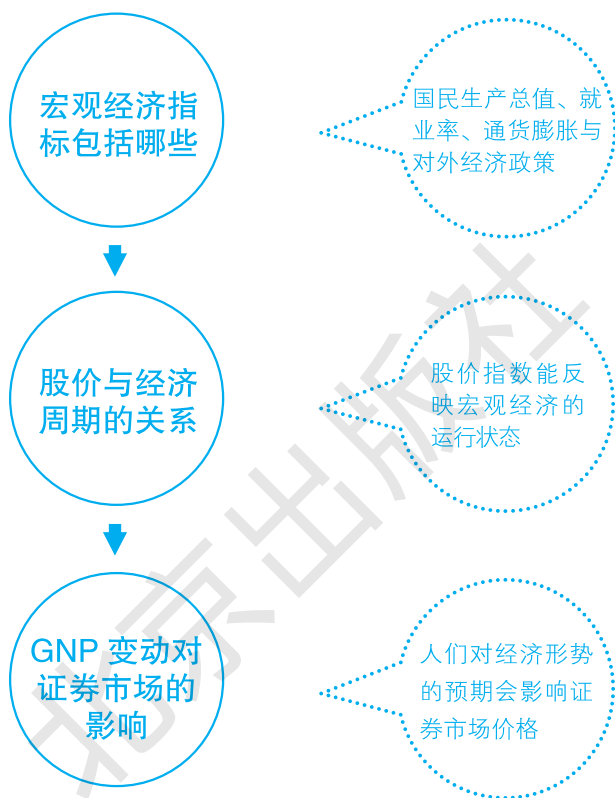 宏观经济指
标包括哪些
国民生产总值、就
业率、通货膨胀与
对外经济政策
股价与经济
周期的关系
股价指数能反
映宏观经济的
运行状态
GNP 变动对
证券市场的
影响
人们对经济形势
的预期会影响证
券市场价格
北京出版社